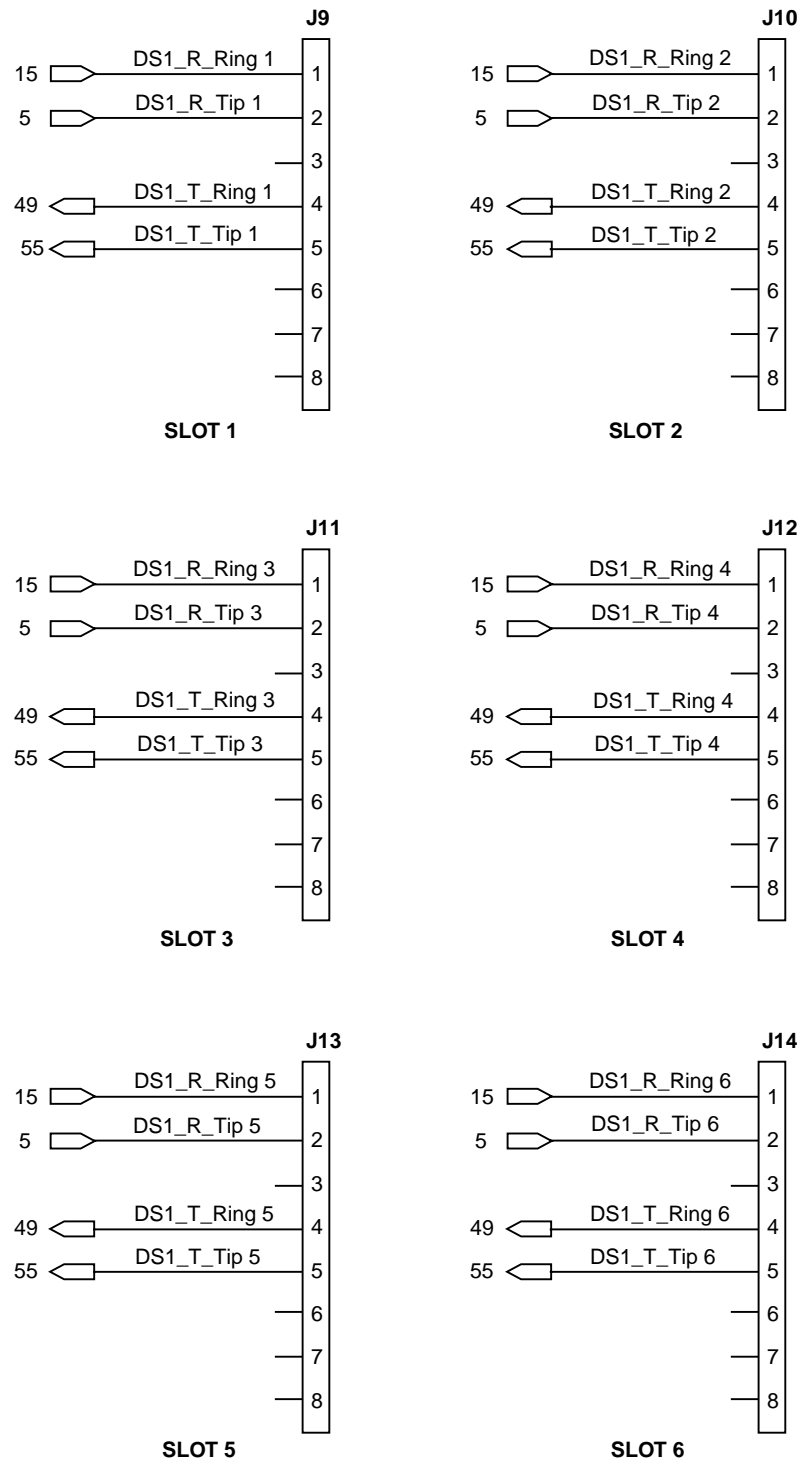 J9
15 DS1_R_Ring 1 1
5 DS1_R_Tip 1 2
3
49 DS1_T_Ring 1 4
55 DS1_T_Tip 1 5
6
7
8
SLOT 1
J10
15 DS1_R_Ring 2 1
5 DS1_R_Tip 2 2
3
49 DS1_T_Ring 2 4
55 DS1_T_Tip 2 5
6
7
8
SLOT 2
J11
15 DS1_R_Ring 3 1
5 DS1_R_Tip 3 2
3
49 DS1_T_Ring 3 4
55 DS1_T_Tip 3 5
6
7
8
SLOT 3
J12
15 DS1_R_Ring 4 1
5 DS1_R_Tip 4 2
3
49 DS1_T_Ring 4 4
55 DS1_T_Tip 4 5
6
7
8
SLOT 4
J13
15 DS1_R_Ring 5 1
5 DS1_R_Tip 5 2
3
49 DS1_T_Ring 5 4
55 DS1_T_Tip 5 5
6
7
8
SLOT 5
J14
15 DS1_R_Ring 6 1
5 DS1_R_Tip 6 2
3
49 DS1_T_Ring 6 4
55 DS1_T_Tip 6 5
6
7
8
SLOT 6